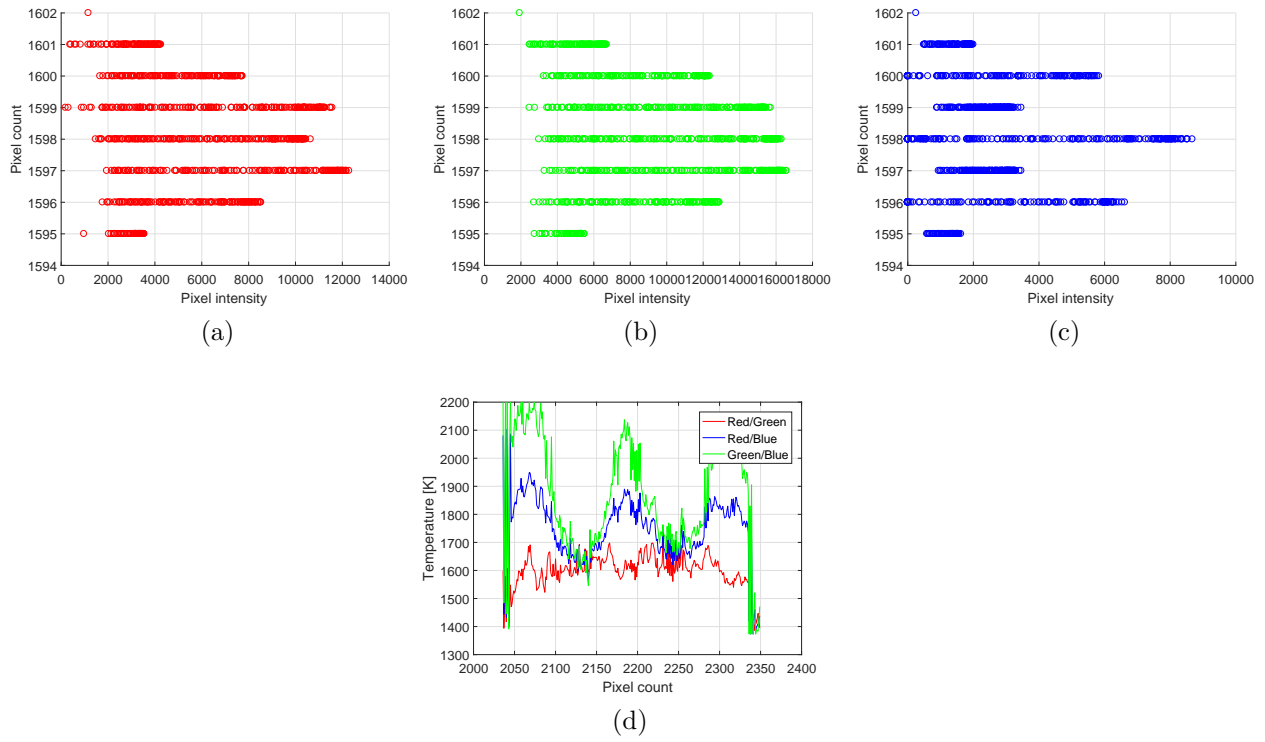 1602
1601
1600
1599
1598
1597
1596
1595
1594
Pixel count
0 2000 4000 6000 8000 10000 12000 14000
Pixel intensity
(a)
1602
1601
1600
1599
1598
1597
1596
1595
1594
Pixel count
0 2000 4000 6000 8000 10000 12000 14000 16000 18000
Pixel intensity
(b)
1602
1601
1600
1599
1598
1597
1596
1595
1594
Pixel count
0 2000 4000 6000 8000 10000
Pixel intensity
(c)
2200
2100
2000
1900
1800
1700
1600
1500
1400
1300
Temperature [K]
Red/Green
Red/Blue
Green/Blue
2000 2050 2100 2150 2200 2250 2300 2350 2400
Pixel count
(d)